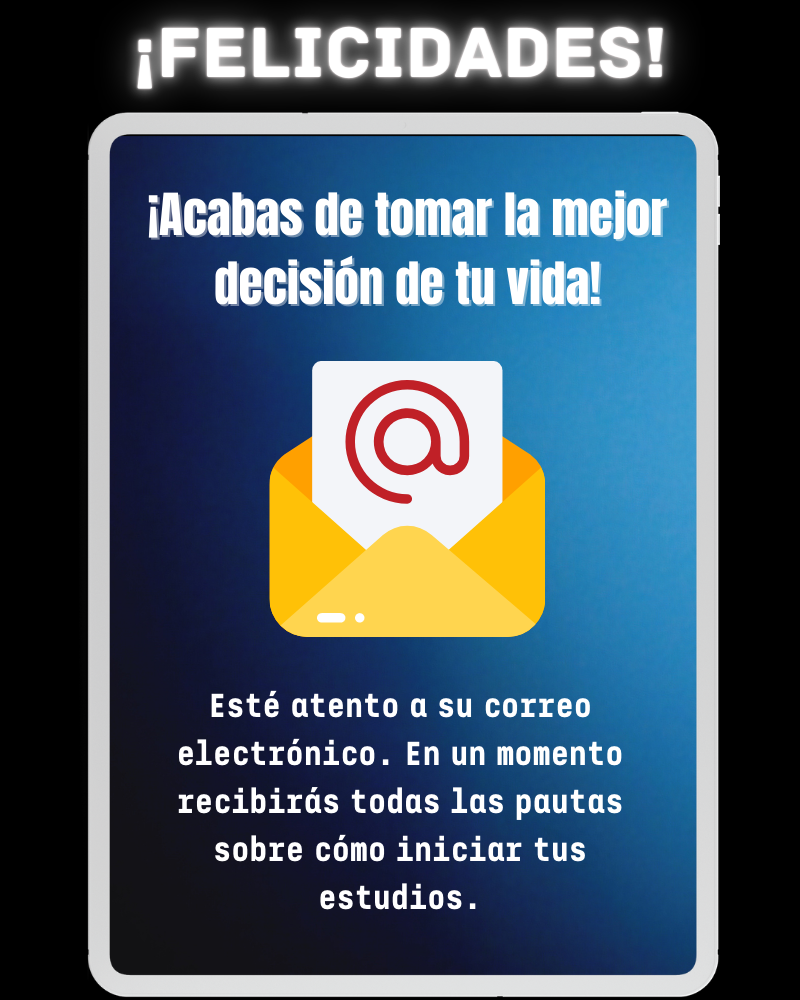 ¡FELICIDADES!
¡Acabas de tomar la mejor
decisión de tu vida!
@
Esté atento a su correo
electrónico. En un momento
recibirás todas las pautas
sobre cómo iniciar tus
estudios.